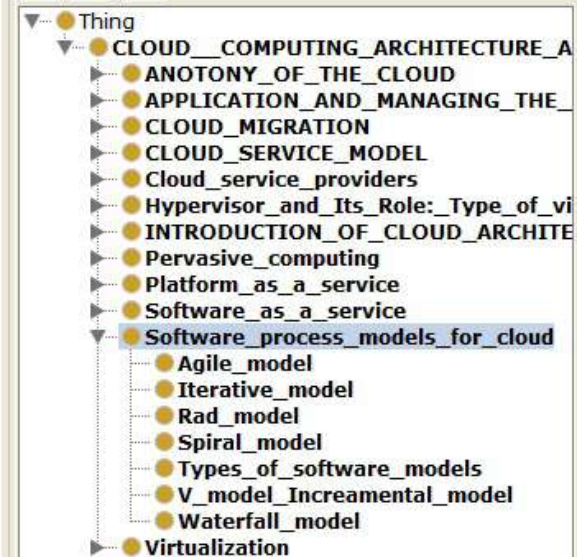 Thing
CLOUD__COMPUTING_ARCHITECTURE_A
ANOTONY_OF_THE_CLOUD
APPLICATION_AND_MANAGING_THE_
CLOUD_MIGRATION
CLOUD_SERVICE_MODEL
Cloud_service_providers
Hypervisor_and_Its_Role:_Type_of_vi
INTRODUCTION_OF_CLOUD_ARCHITE
Pervasive_computing
Platform_as_a_service
Software_as_a_service
Software_process_models_for_cloud
Agile_model
Iterative_model
Rad_model
Spiral_model
Types_of_software_models
V_model_Increamental_model
Waterfall_model
Virtualization